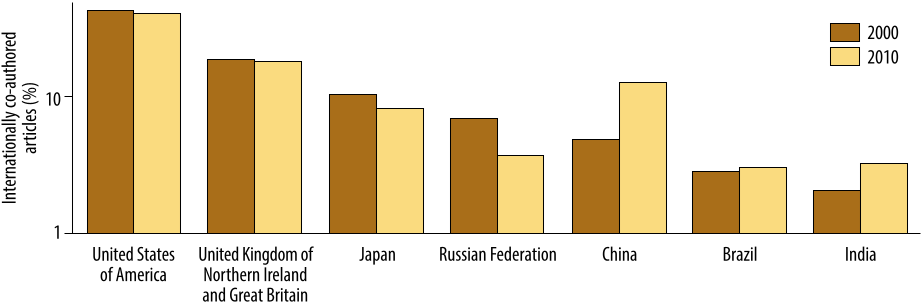 Internationally co-authored
articles (%)
10
1
2000
2010
United States
of America
United Kingdom of
Northern Ireland
and Great Britain
Japan
Russian Federation
China
Brazil
India